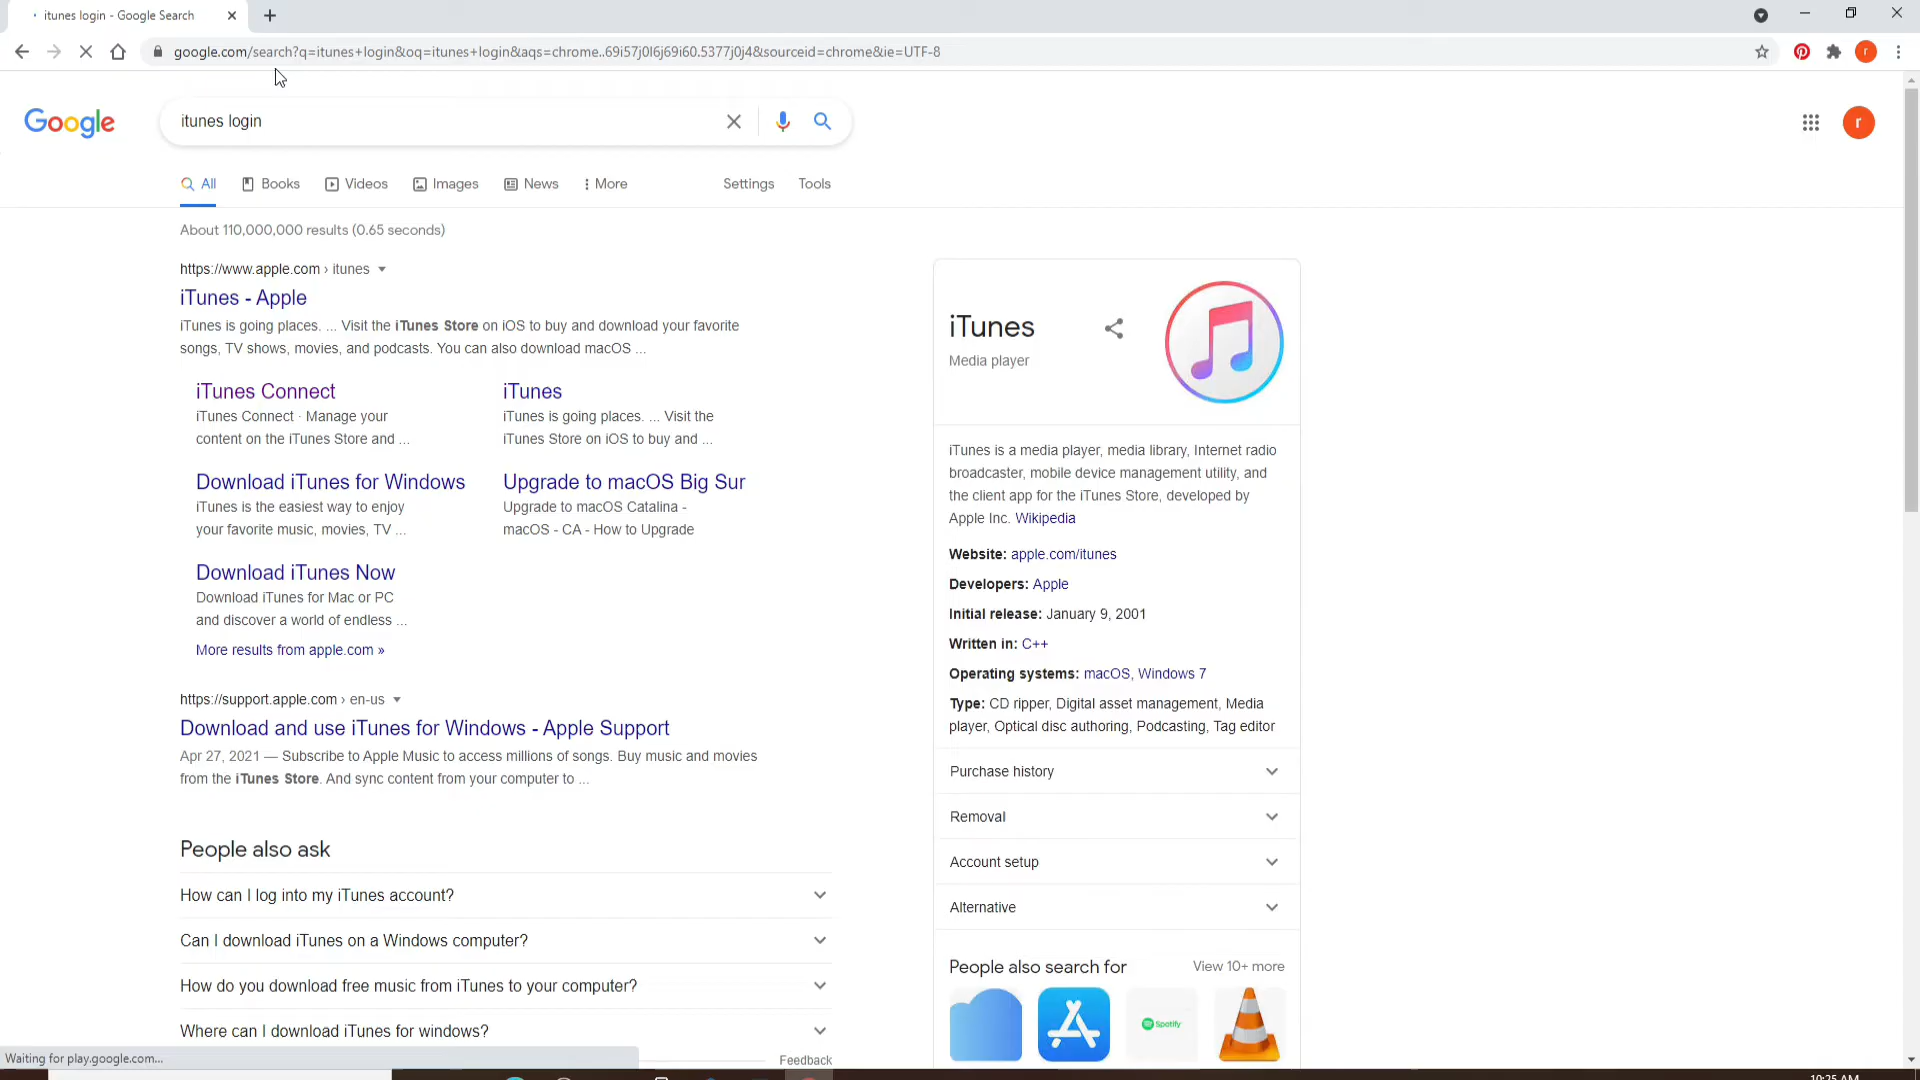 itunes login - Google Search
google.com/search?q=itunes+login&oq=itunes+login&aqs=chrome..69i57j0l6j69i60.5377j0j4&sourceid=chrome&ie=UTF-8
r
Google
itunes login
r
All
Books
Videos
Images
News
More
Settings
Tools
About 110,000,000 results (0.65 seconds)
https://www.apple.com › itunes
iTunes - Apple
iTunes is going places. ... Visit the iTunes Store on iOS to buy and download your favorite
songs, TV shows, movies, and podcasts. You can also download macOS ...
iTunes Connect
iTunes Connect · Manage your
content on the iTunes Store and ...
iTunes
iTunes is going places. ... Visit the
iTunes Store on iOS to buy and ...
Download iTunes for Windows
iTunes is the easiest way to enjoy
your favorite music, movies, TV ...
Upgrade to macOS Big Sur
Upgrade to macOS Catalina -
macOS - CA - How to Upgrade
Download iTunes Now
Download iTunes for Mac or PC
and discover a world of endless ...
More results from apple.com »
https://support.apple.com › en-us
Download and use iTunes for Windows - Apple Support
Apr 27, 2021 — Subscribe to Apple Music to access millions of songs. Buy music and movies
from the iTunes Store. And sync content from your computer to ...
People also ask
How can I log into my iTunes account?
Can I download iTunes on a Windows computer?
How do you download free music from iTunes to your computer?
Where can I download iTunes for windows?
Feedback
iTunes
Media player
iTunes is a media player, media library, Internet radio
broadcaster, mobile device management utility, and
the client app for the iTunes Store, developed by
Apple Inc. Wikipedia
Website: apple.com/itunes
Developers: Apple
Initial release: January 9, 2001
Written in: C++
Operating systems: macOS, Windows 7
Type: CD ripper, Digital asset management, Media
player, Optical disc authoring, Podcasting, Tag editor
Purchase history
Removal
Account setup
Alternative
People also search for
View 10+ more
Spotify
Waiting for play.google.com...
10:25 AM